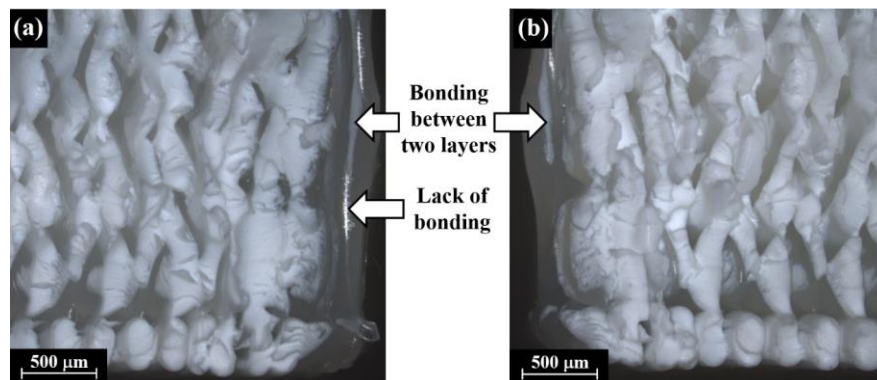 (a)
(b)
Bonding
between
two layers
Lack of
bonding
500 µm
500 µm